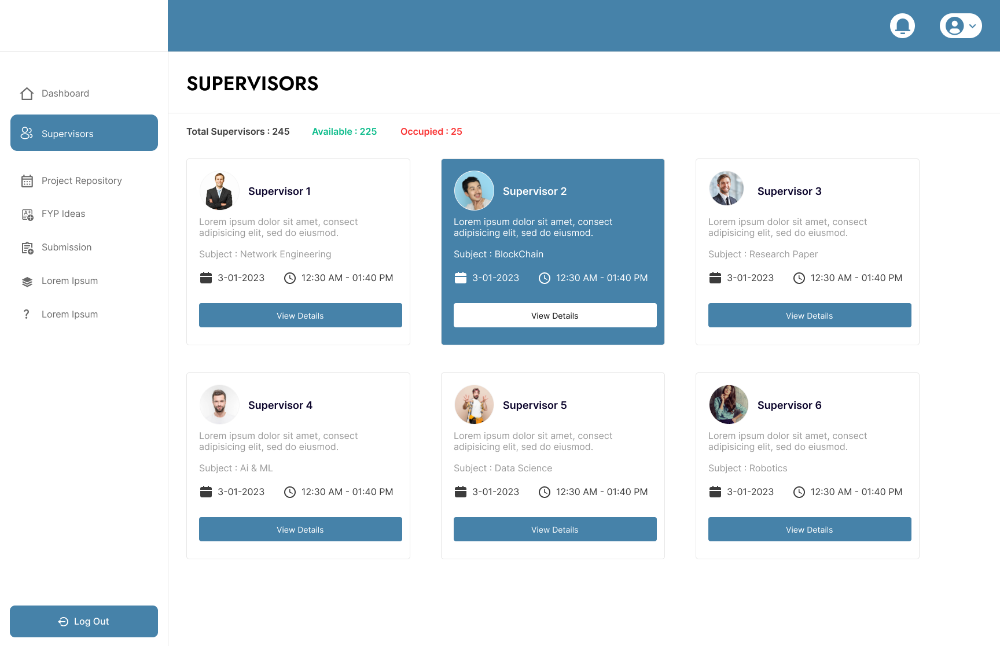 SUPERVISORS
Dashboard
Supervisors
Project Repository
FYP Ideas
Submission
Lorem Ipsum
? Lorem Ipsum
Log Out
Total Supervisors : 245 Available : 225 Occupied : 25
Supervisor 1
Lorem ipsum dolor sit amet, consect
adipisicing elit, sed do eiusmod.
Subject : Network Engineering
3-01-2023 12:30 AM - 01:40 PM
View Details
Supervisor 2
Lorem ipsum dolor sit amet, consect
adipisicing elit, sed do eiusmod.
Subject : BlockChain
3-01-2023 12:30 AM - 01:40 PM
View Details
Supervisor 3
Lorem ipsum dolor sit amet, consect
adipisicing elit, sed do eiusmod.
Subject : Research Paper
3-01-2023 12:30 AM - 01:40 PM
View Details
Supervisor 4
Lorem ipsum dolor sit amet, consect
adipisicing elit, sed do eiusmod.
Subject : Ai & ML
3-01-2023 12:30 AM - 01:40 PM
View Details
Supervisor 5
Lorem ipsum dolor sit amet, consect
adipisicing elit, sed do eiusmod.
Subject : Data Science
3-01-2023 12:30 AM - 01:40 PM
View Details
Supervisor 6
Lorem ipsum dolor sit amet, consect
adipisicing elit, sed do eiusmod.
Subject : Robotics
3-01-2023 12:30 AM - 01:40 PM
View Details